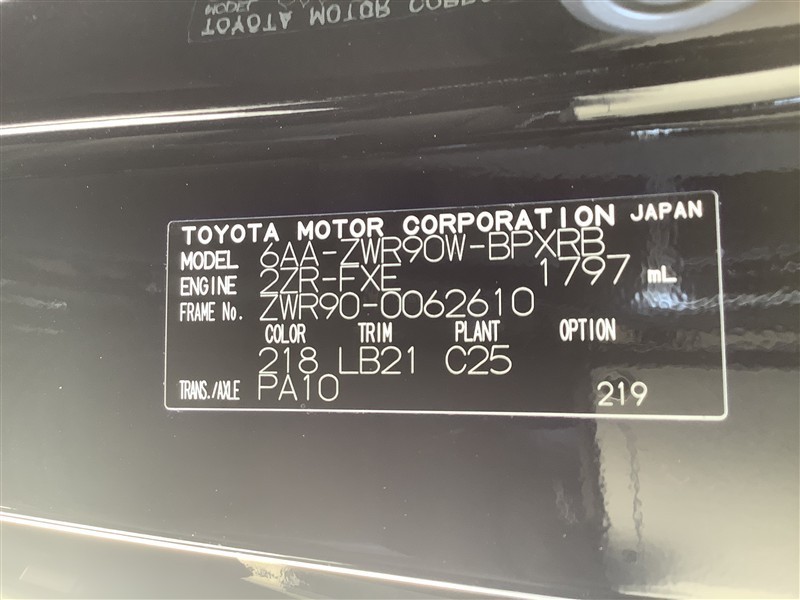 TOYOTA MOTOR CORPORATION JAPAN
MODEL 6AA-ZWR90W-BPXRB
ENGINE 2ZR-FXE 1797 mL
FRAME No. ZWR90-0062610
COLOR TRIM PLANT OPTION
218 LB21 C25
TRANS./AXLE PA10 219